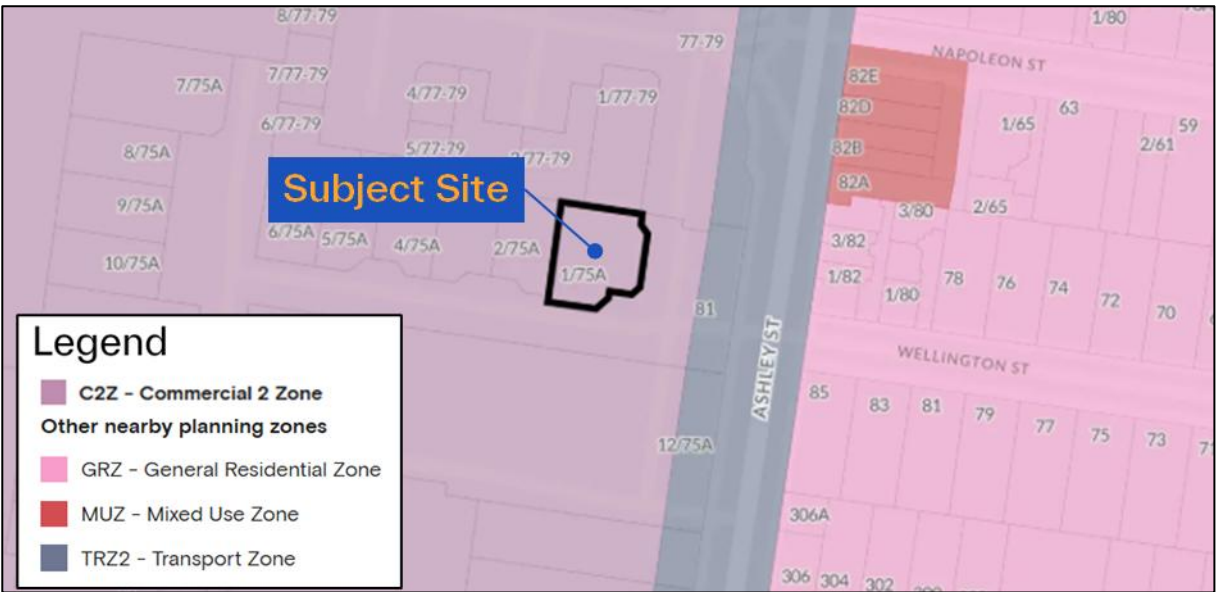 8/77-79
1/80
77-79
NAPOLEON ST
7/75A
7/77-79
4/77-79
1/77-79
82E
82D
63
6/77-79
1/65
59
8/75A
5/77-79
82B
2/61
Subject Site
82A
9/75A
3/80
2/65
6/75A
5/75A
4/75A
2/75A
3/82
10/75A
1/75A
1/82
1/80
78
76
74
72
70
81
Legend
C2Z - Commercial 2 Zone
Other nearby planning zones
GRZ - General Residential Zone
MUZ - Mixed Use Zone
TRZ2 - Transport Zone
ASHLEY ST
WELLINGTON ST
85
83
81
79
77
75
73
12/75A
306A
306
304
302